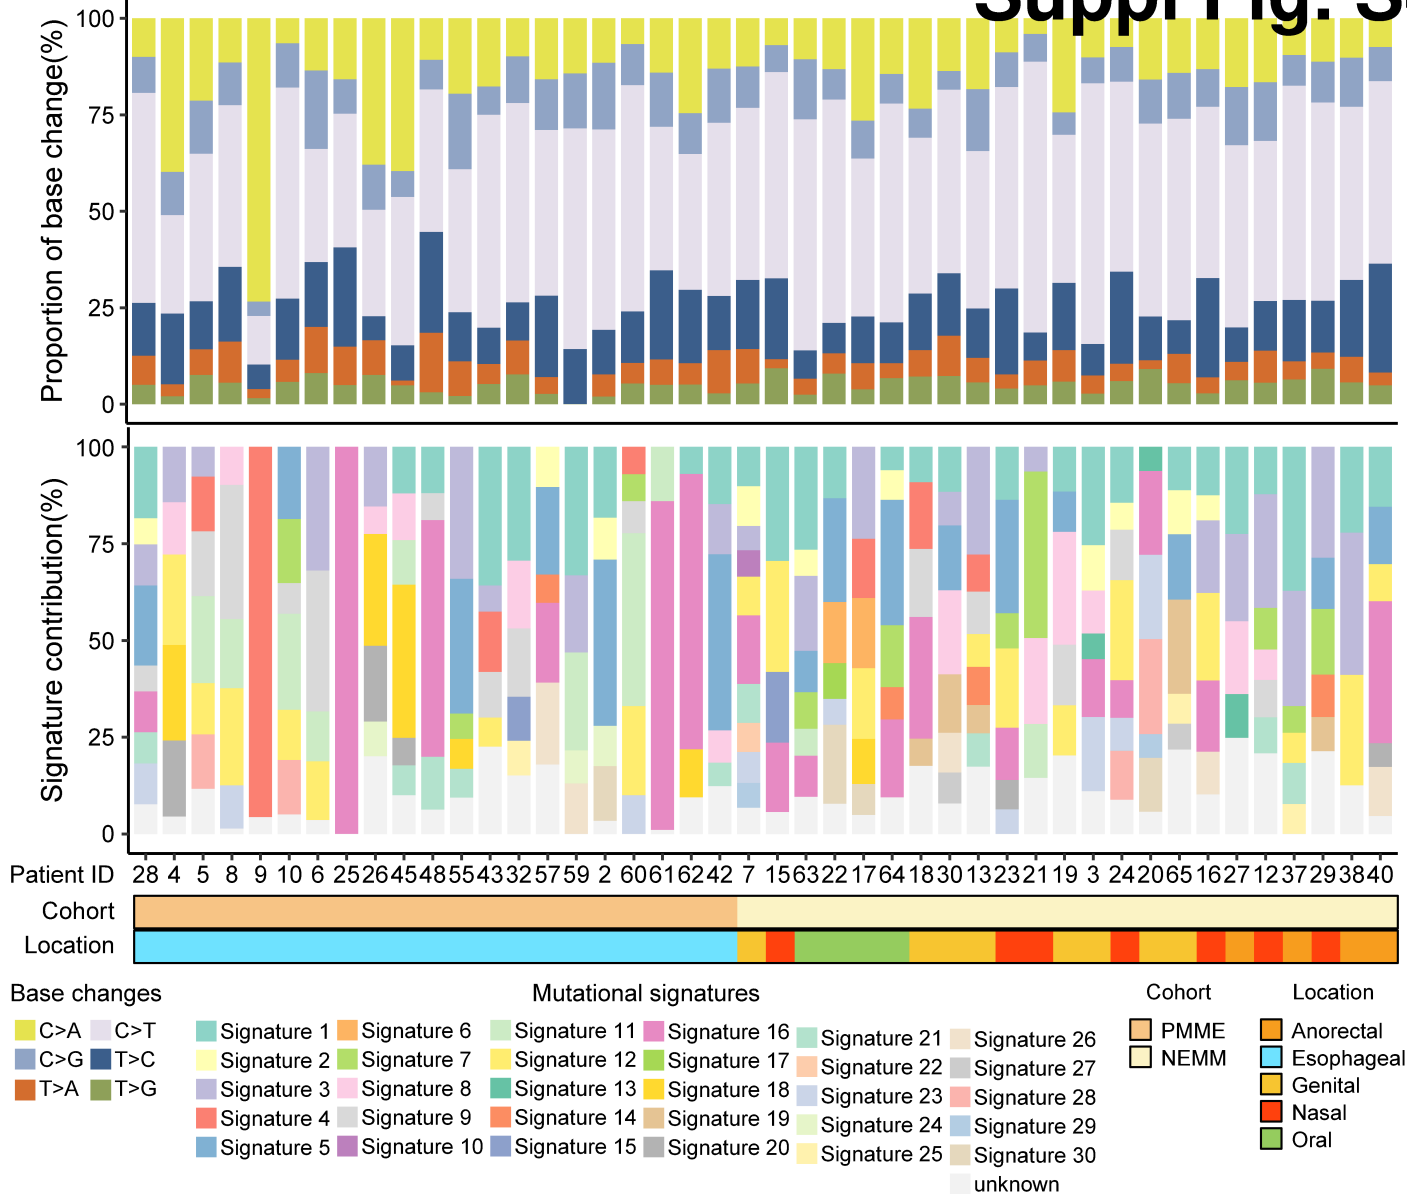 Suppl Fig.
100
75
50
25
0
Proportion of base change(%)
100
75
50
25
0
Signature contribution(%)
Patient ID 28 4 5 8 9 10 6 25 26 45 48 55 43 32 57 59 2 60 61 62 42 7 15 63 22 17 64 18 30 13 23 21 19 3 24 20 65 16 27 12 37 29 38 40
Cohort
Location
Base changes
C>A C>T
C>G T>C
T>A T>G
Mutational signatures
Signature 1 Signature 6 Signature 11 Signature 16 Signature 21 Signature 26
Signature 2 Signature 7 Signature 12 Signature 17 Signature 22 Signature 27
Signature 3 Signature 8 Signature 13 Signature 18 Signature 23 Signature 28
Signature 4 Signature 9 Signature 14 Signature 19 Signature 24 Signature 29
Signature 5 Signature 10 Signature 15 Signature 20 Signature 25 Signature 30
unknown
Cohort
PMME
NEMM
Location
Anorectal
Esophageal
Genital
Nasal
Oral